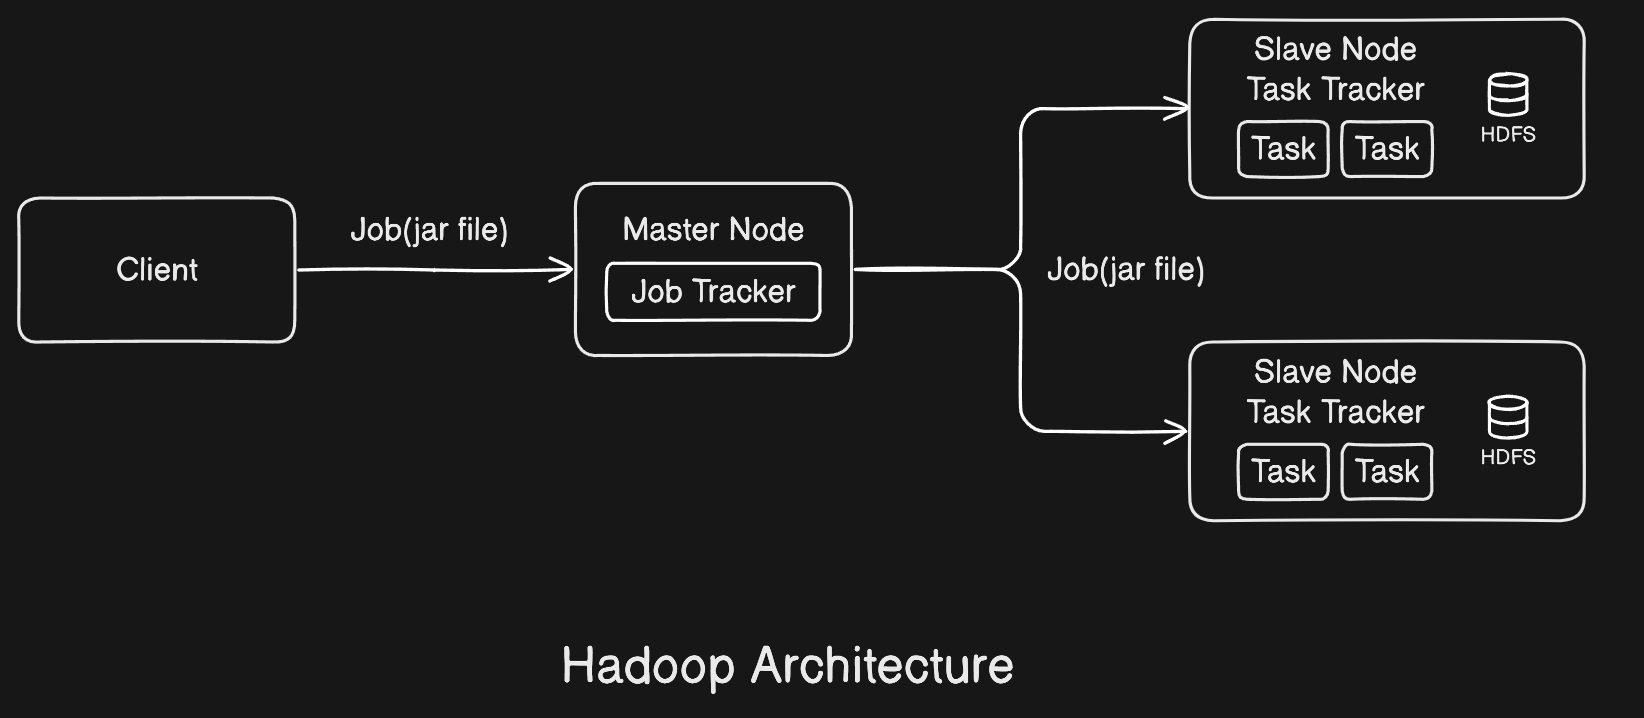 Client
Job(jar file)
Master Node
Job Tracker
Job(jar file)
Slave Node
Task Tracker
Task Task
HDFS
Slave Node
Task Tracker
Task Task
HDFS
Hadoop Architecture